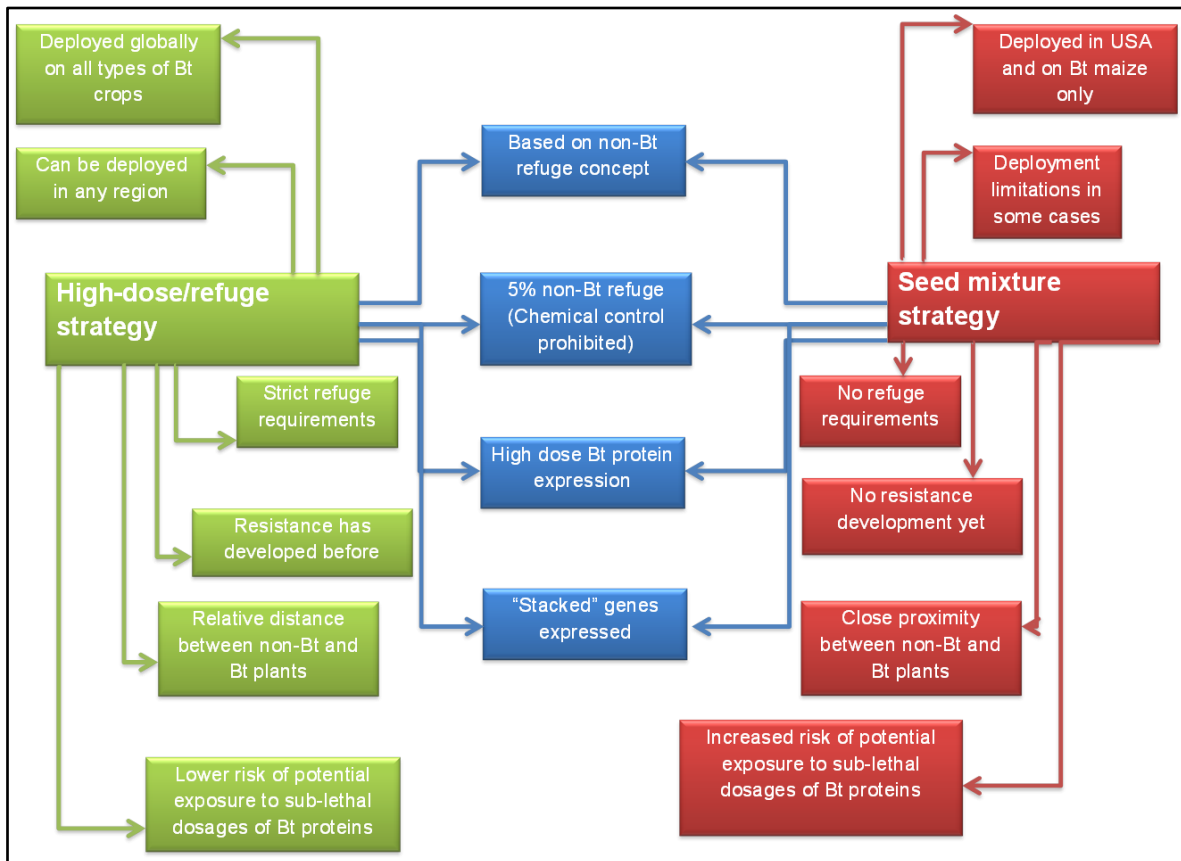 Deployed globally
on all types of Bt
crops
Can be deployed
in any region
High-dose/refuge
strategy
Strict refuge
requirements
Resistance has
developed before
Relative distance
between non-Bt and
Bt plants
Lower risk of potential
exposure to sub-lethal
dosages of Bt proteins
Based on non-Bt
refuge concept
5% non-Bt refuge
(Chemical control
prohibited)
High dose Bt protein
expression
“Stacked” genes
expressed
Deployed in USA
and on Bt maize
only
Deployment
limitations in
some cases
Seed mixture
strategy
No refuge
requirements
No resistance
development yet
Close proximity
between non-Bt and
Bt plants
Increased risk of potential
exposure to sub-lethal
dosages of Bt proteins